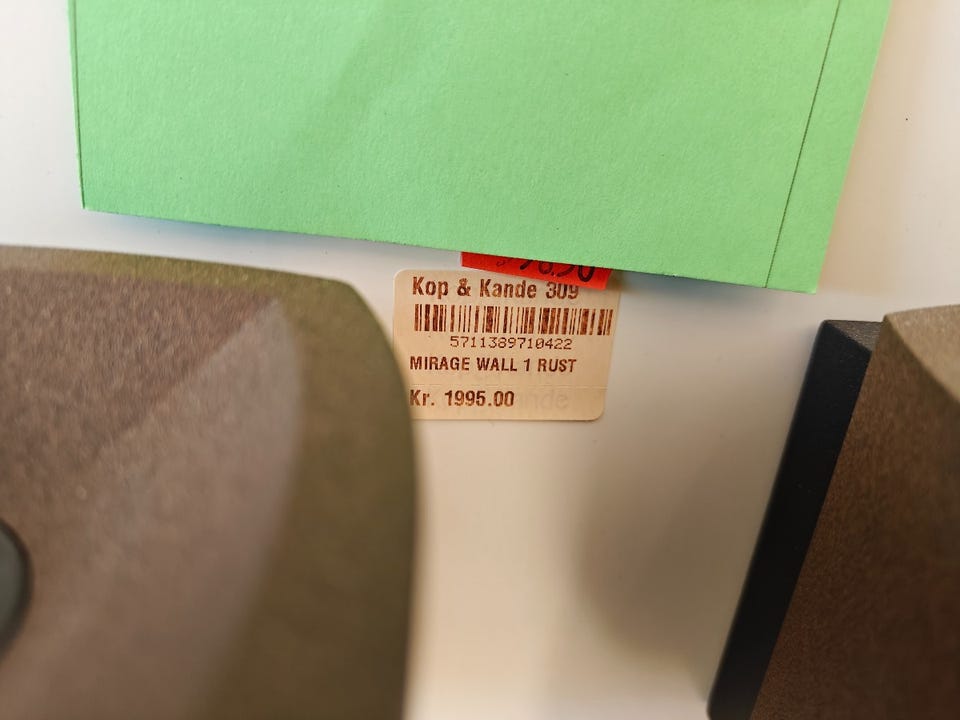 Kop & Kande 309
5711389710422
MIRAGE WALL 1 RUST
Kr. 1995.00